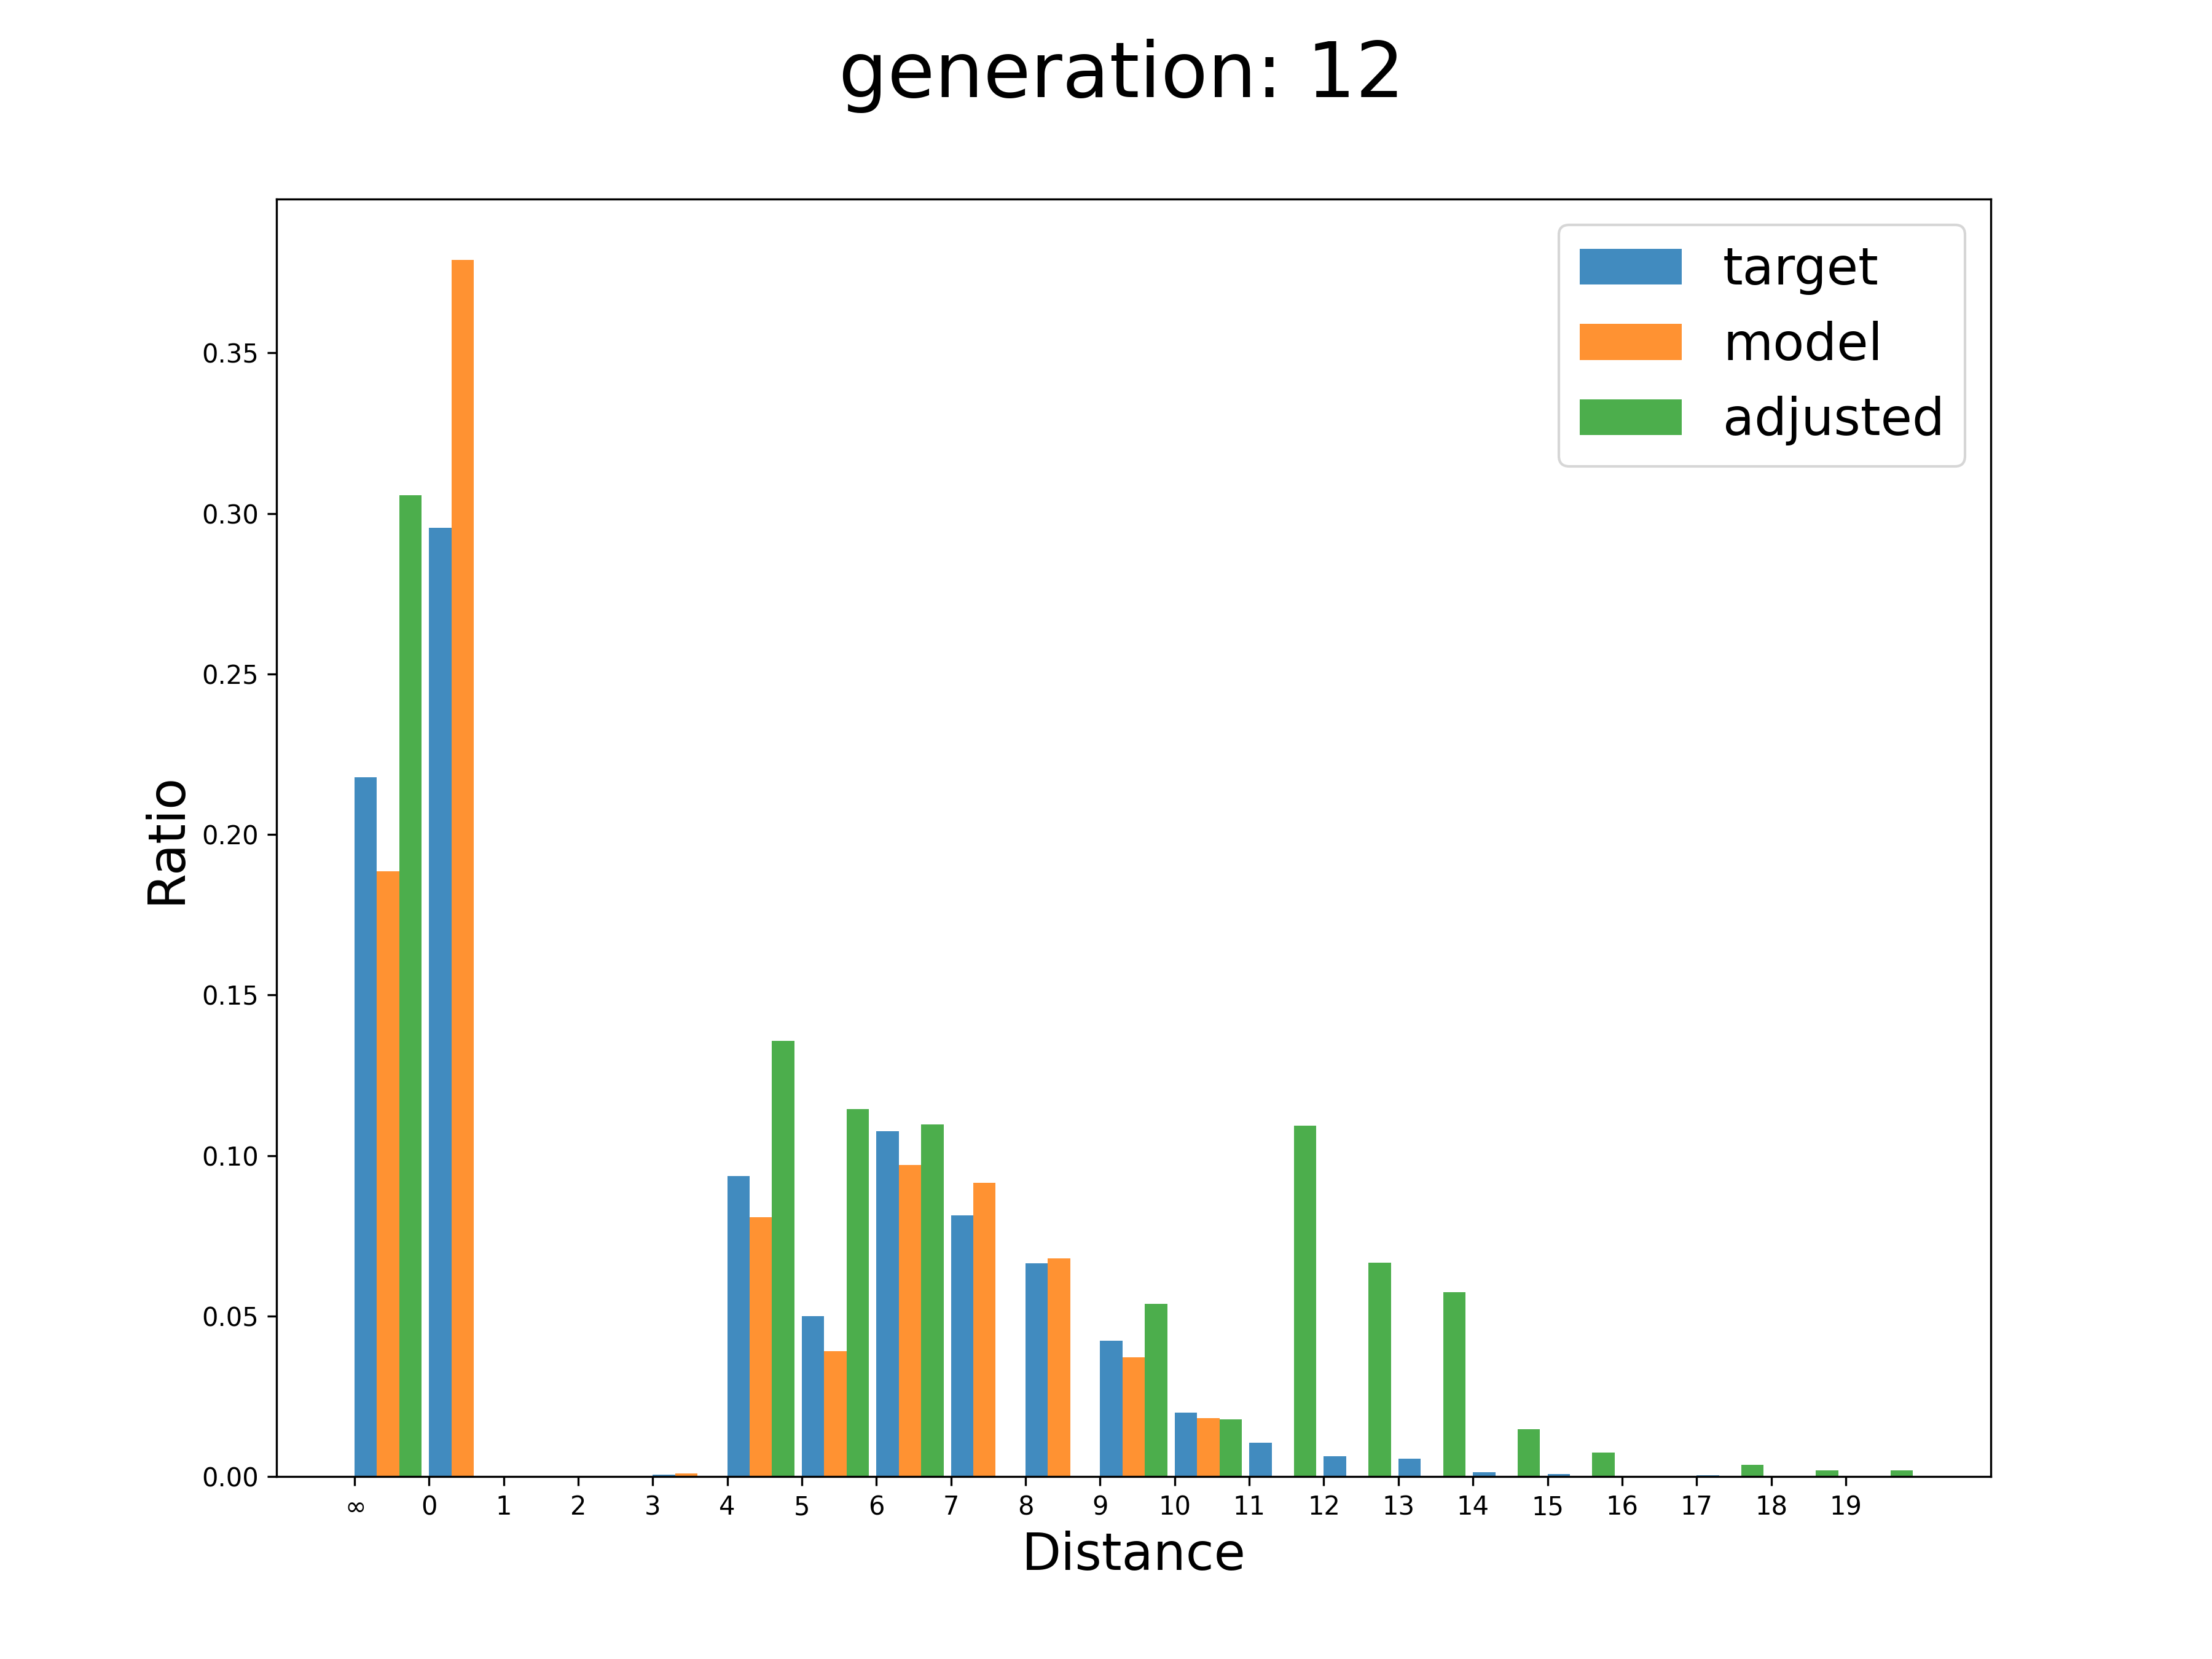 generation: 12
target
model
adjusted
Ratio
0.35
0.30
0.25
0.20
0.15
0.10
0.05
0.00
∞ 0 1 2 3 4 5 6 7 8 9 10 11 12 13 14 15 16 17 18 19
Distance